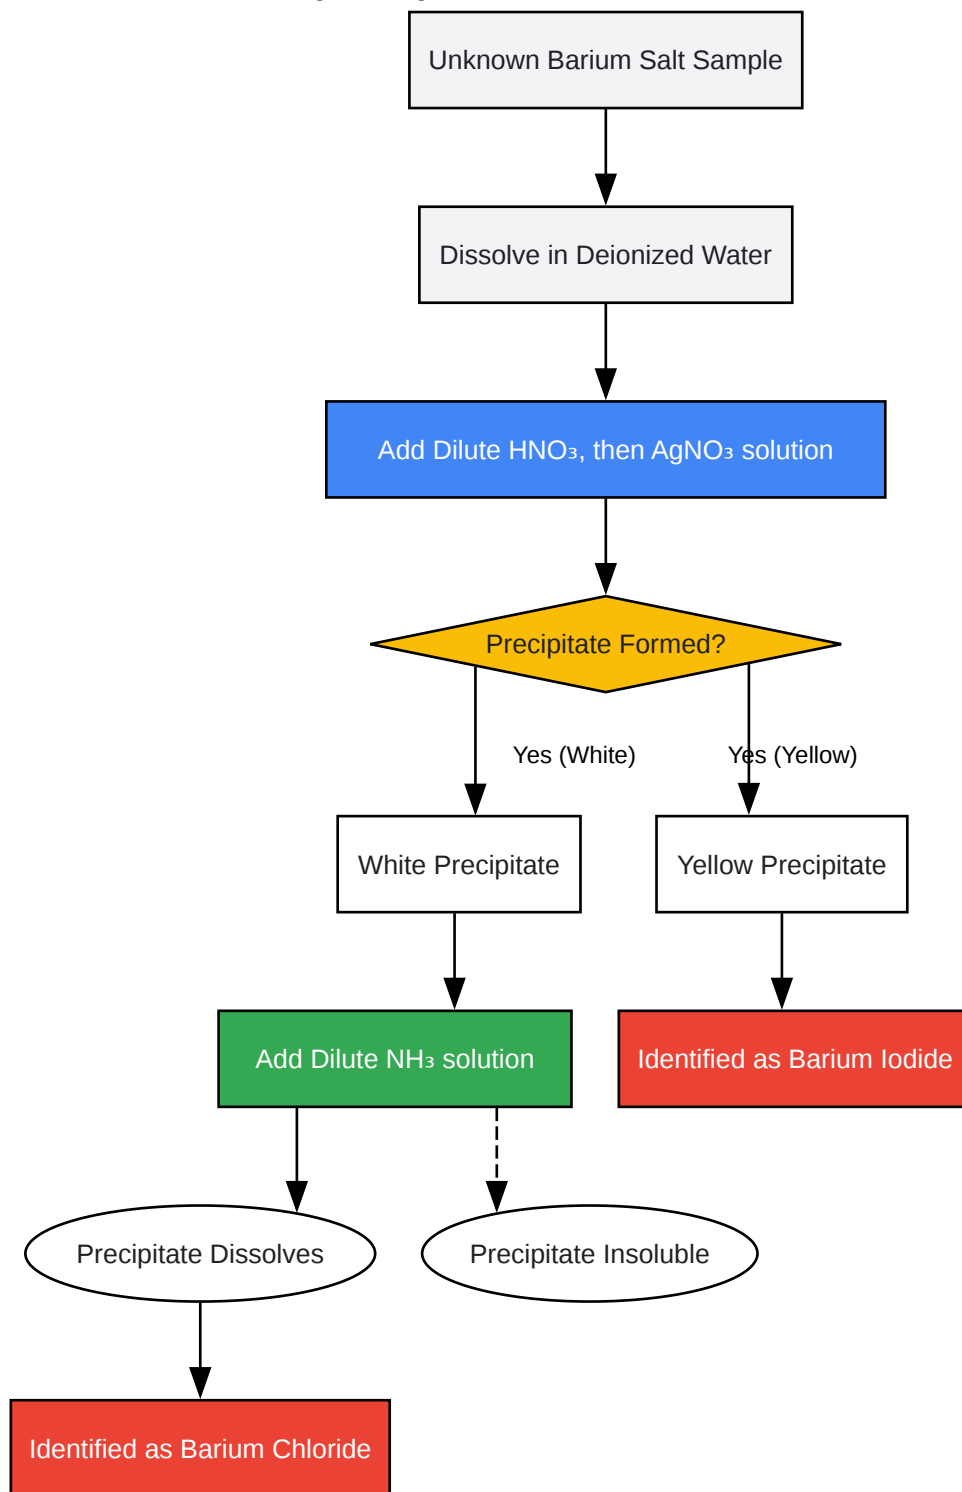 Unknown Barium Salt Sample
Dissolve in Deionized Water
Add Dilute HNO₃, then AgNO₃ solution
Precipitate Formed?
Yes (White)
Yes (Yellow)
White Precipitate
Yellow Precipitate
Add Dilute NH₃ solution
Identified as Barium Iodide
Precipitate Dissolves
Precipitate Insoluble
Identified as Barium Chloride